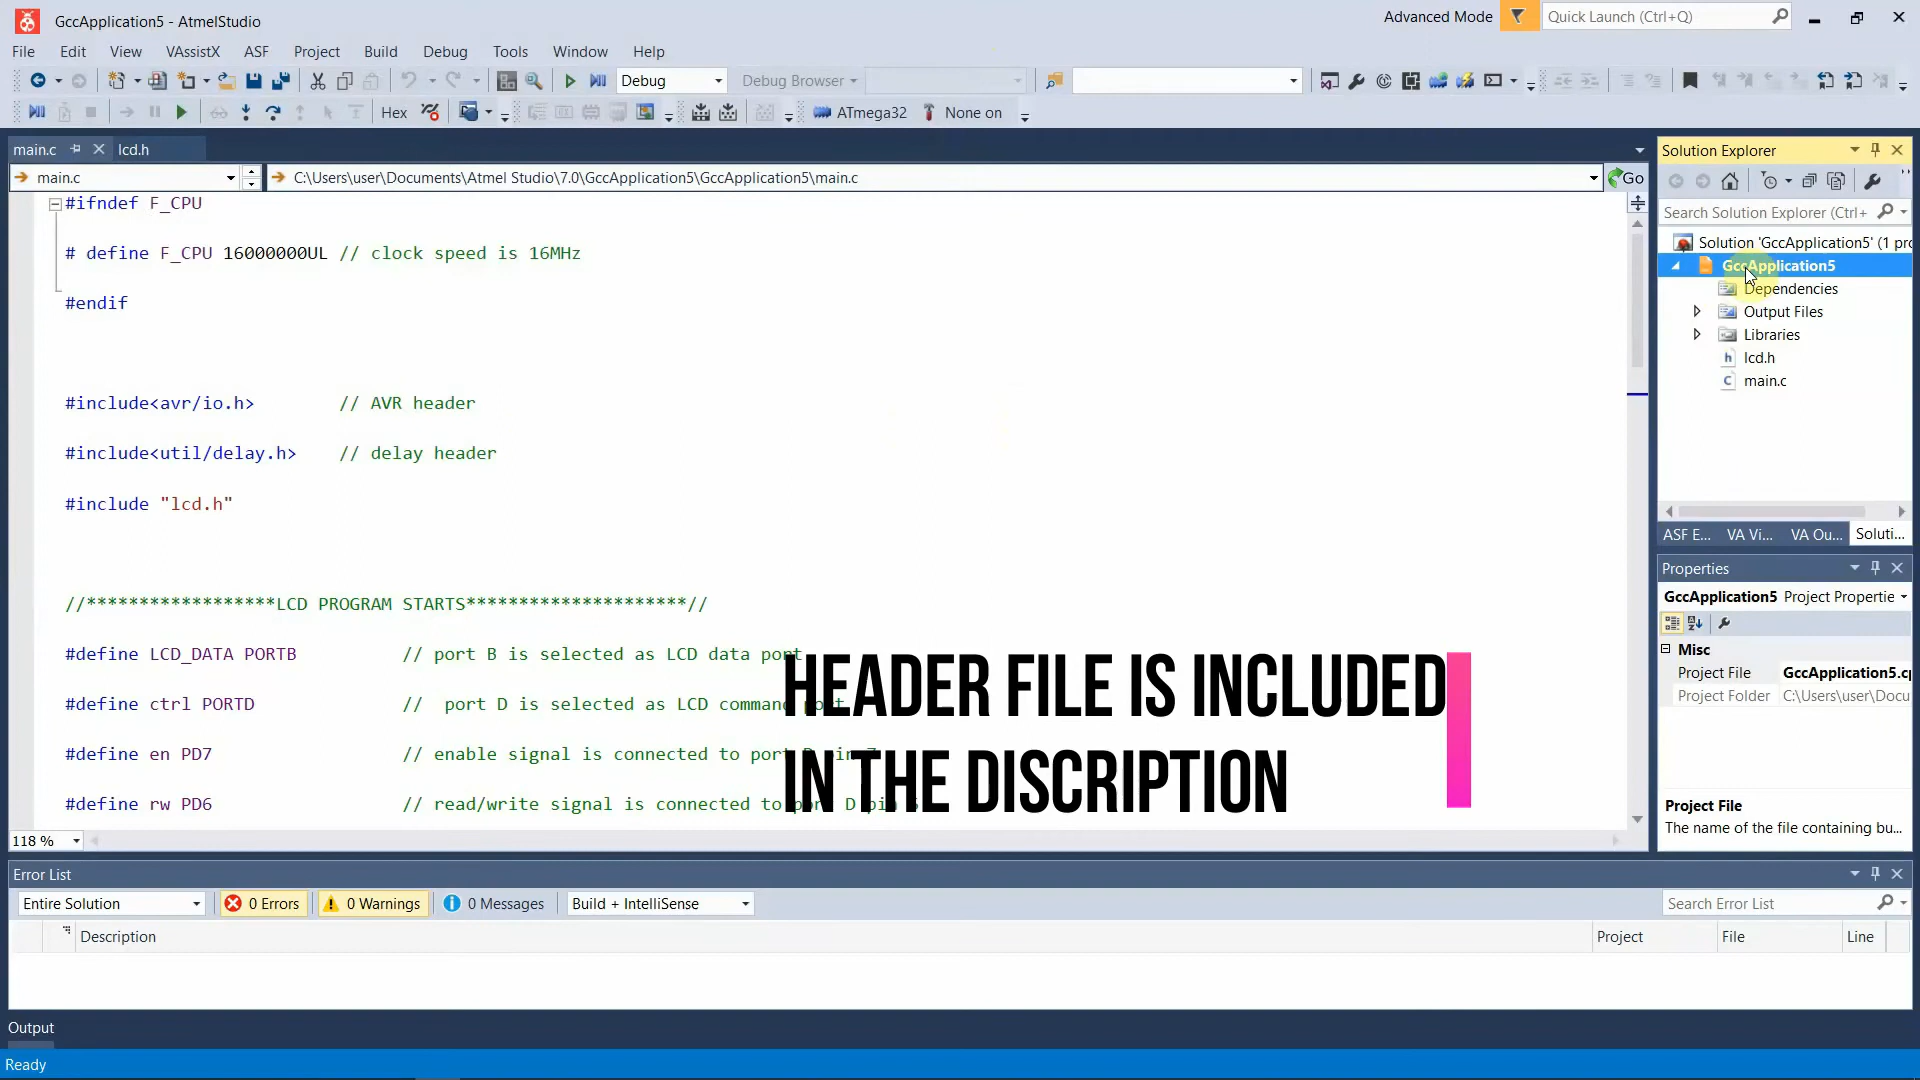 GccApplication5 - AtmelStudio
Advanced Mode
Quick Launch (Ctrl+Q)
File Edit View VAssistX ASF Project Build Debug Tools Window Help
Debug
Debug Browser
Hex
ATmega32
None on
main.c
lcd.h
main.c
C:\Users\user\Documents\Atmel Studio\7.0\GccApplication5\GccApplication5\main.c
Go
#ifndef F_CPU
# define F_CPU 16000000UL // clock speed is 16MHz
#endif
#include<avr/io.h> // AVR header
#include<util/delay.h> // delay header
#include "lcd.h"
//******************LCD PROGRAM STARTS*********************//
#define LCD_DATA PORTB // port B is selected as LCD data port
#define ctrl PORTD // port D is selected as LCD command port
#define en PD7 // enable signal is connected to port D pin 7
#define rw PD6 // read/write signal is connected to port D pin 6
HEADER FILE IS INCLUDED
IN THE DISCRIPTION
118 %
Solution Explorer
Search Solution Explorer (Ctrl+
Solution 'GccApplication5' (1 pro
GccApplication5
Dependencies
Output Files
Libraries
lcd.h
main.c
ASF E... VA Vi... VA Ou... Soluti...
Properties
GccApplication5 Project Propertie
Misc
Project File GccApplication5.cp
Project Folder C:\Users\user\Docu
Project File
The name of the file containing bu...
Error List
Entire Solution
0 Errors
0 Warnings
0 Messages
Build + IntelliSense
Search Error List
Description Project File Line
Output
Ready